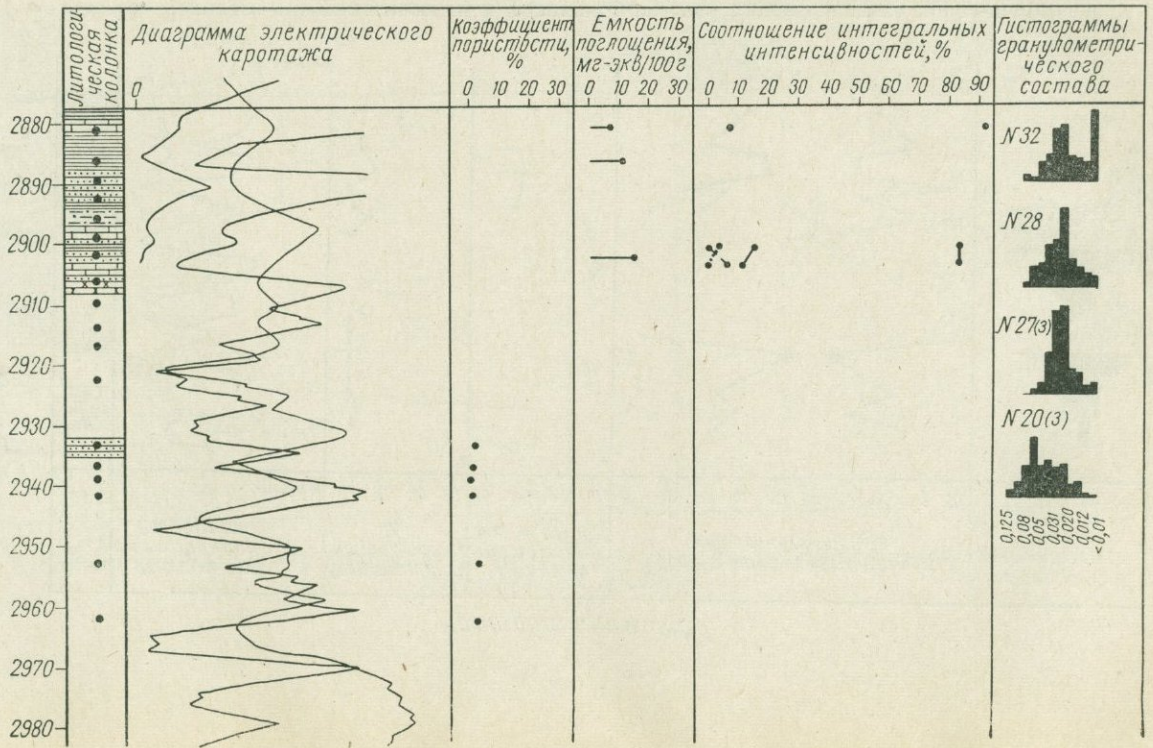 Литологи-
ческая
колонка
Диаграмма электрического
каротажа
0
Коэффициент
пористости,
%
0 10 20 30
Емкость
поглощения,
мг-экв/100г
0 10 20 30
Соотношение интегральных
интенсивностей, %
0 10 20 30 40 50 60 70 80 90
Гистограммы
гранулометри-
ческого
состава
2880
2890
2900
2910
2920
2930
2940
2950
2960
2970
2980
N32
N28
N27(3)
N20(3)
0,125
0,08
0,05
0,031
0,020
0,012
<0,01